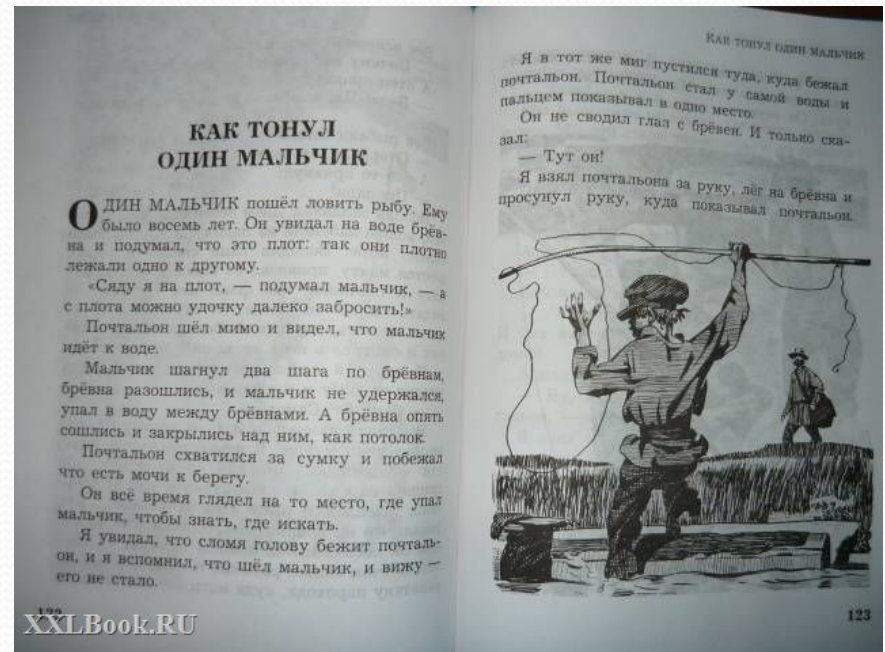 КАК ТОНУЛ
ОДИН МАЛЬЧИК
ОДИН МАЛЬЧИК пошёл ловить рыбу. Ему
было восемь лет. Он увидал на воде брёв-
на и подумал, что это плот: так они плотно
лежали одно к другому.
«Сяду я на плот, — подумал мальчик, — а
с плота можно удочку далеко забросить!»
Почтальон шёл мимо и видел, что мальчик
идёт к воде.
Мальчик шагнул два шага по брёвнам,
брёвна разошлись, и мальчик не удержался,
упал в воду между брёвнами. А брёвна опять
сошлись и закрылись над ним, как потолок.
Почтальон схватился за сумку и побежал
что есть мочи к берегу.
Он всё время глядел на то место, где упал
мальчик, чтобы знать, где искать.
Я увидал, что сломя голову бежит почталь-
он, и я вспомнил, что шёл мальчик, и вижу —
его не стало.
122
XXLBook.RU
КАК ТОНУЛ ОДИН МАЛЬЧИК
Я в тот же миг пустился туда, куда бежал
почтальон. Почтальон стал у самой воды и
пальцем показывал в одно место.
Он не сводил глаз с брёвен. И только ска-
зал:
— Тут он!
Я взял почтальона за руку, лёг на брёвна и
просунул руку, куда показывал почтальон.
123